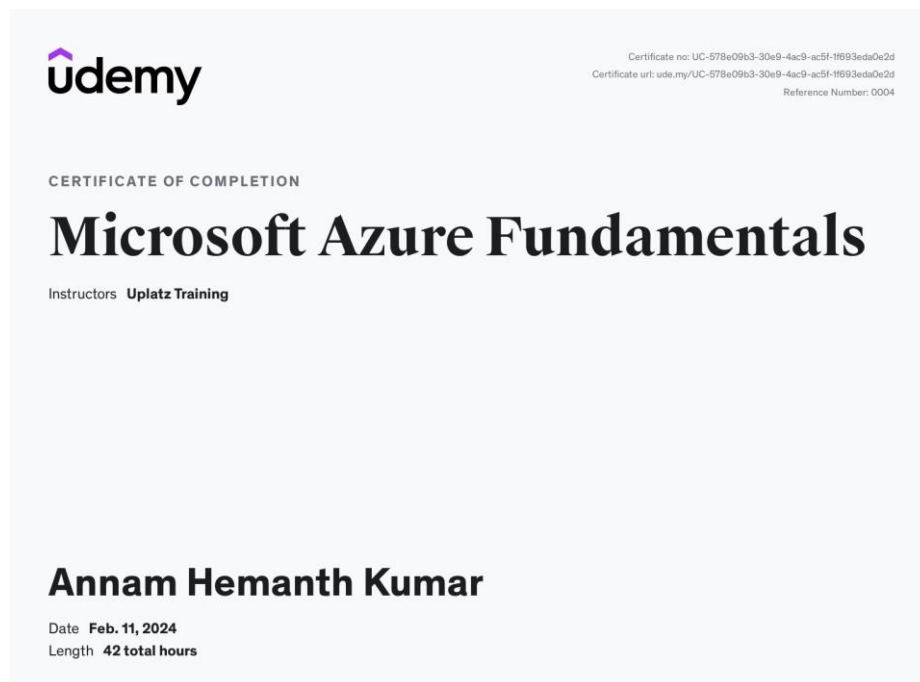 ûdemy
Certificate no: UC-578e09b3-30e9-4ac9-ac5f-1f693eda0e2d
Certificate url: ude.my/UC-578e09b3-30e9-4ac9-ac5f-1f693eda0e2d
Reference Number: 0004
CERTIFICATE OF COMPLETION
Microsoft Azure Fundamentals
Instructors Uplatz Training
Annam Hemanth Kumar
Date Feb. 11, 2024
Length 42 total hours